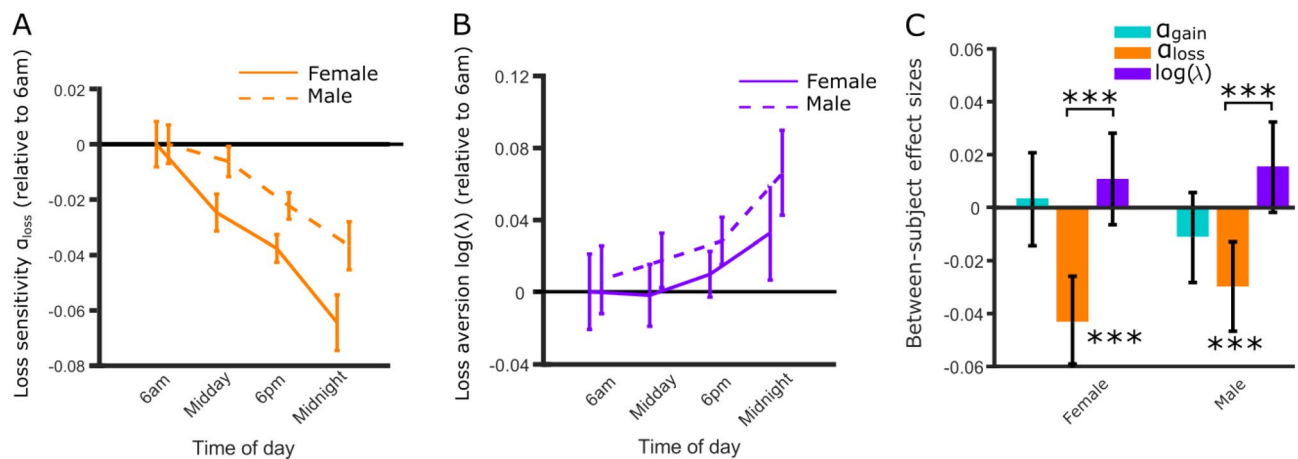 A
Loss sensitivity ɑloss (relative to 6am)
Female
Male
0.02
0
-0.02
-0.04
-0.06
-0.08
6am
Midday
6pm
Midnight
Time of day
B
Loss aversion log(λ) (relative to 6am)
Female
Male
0.12
0.08
0.04
0
-0.04
6am
Midday
6pm
Midnight
Time of day
C
Between-subject effect sizes
ɑgain
ɑloss
log(λ)
0.06
0.04
0.02
0
-0.02
-0.04
-0.06
***
***
***
***
Female
Male